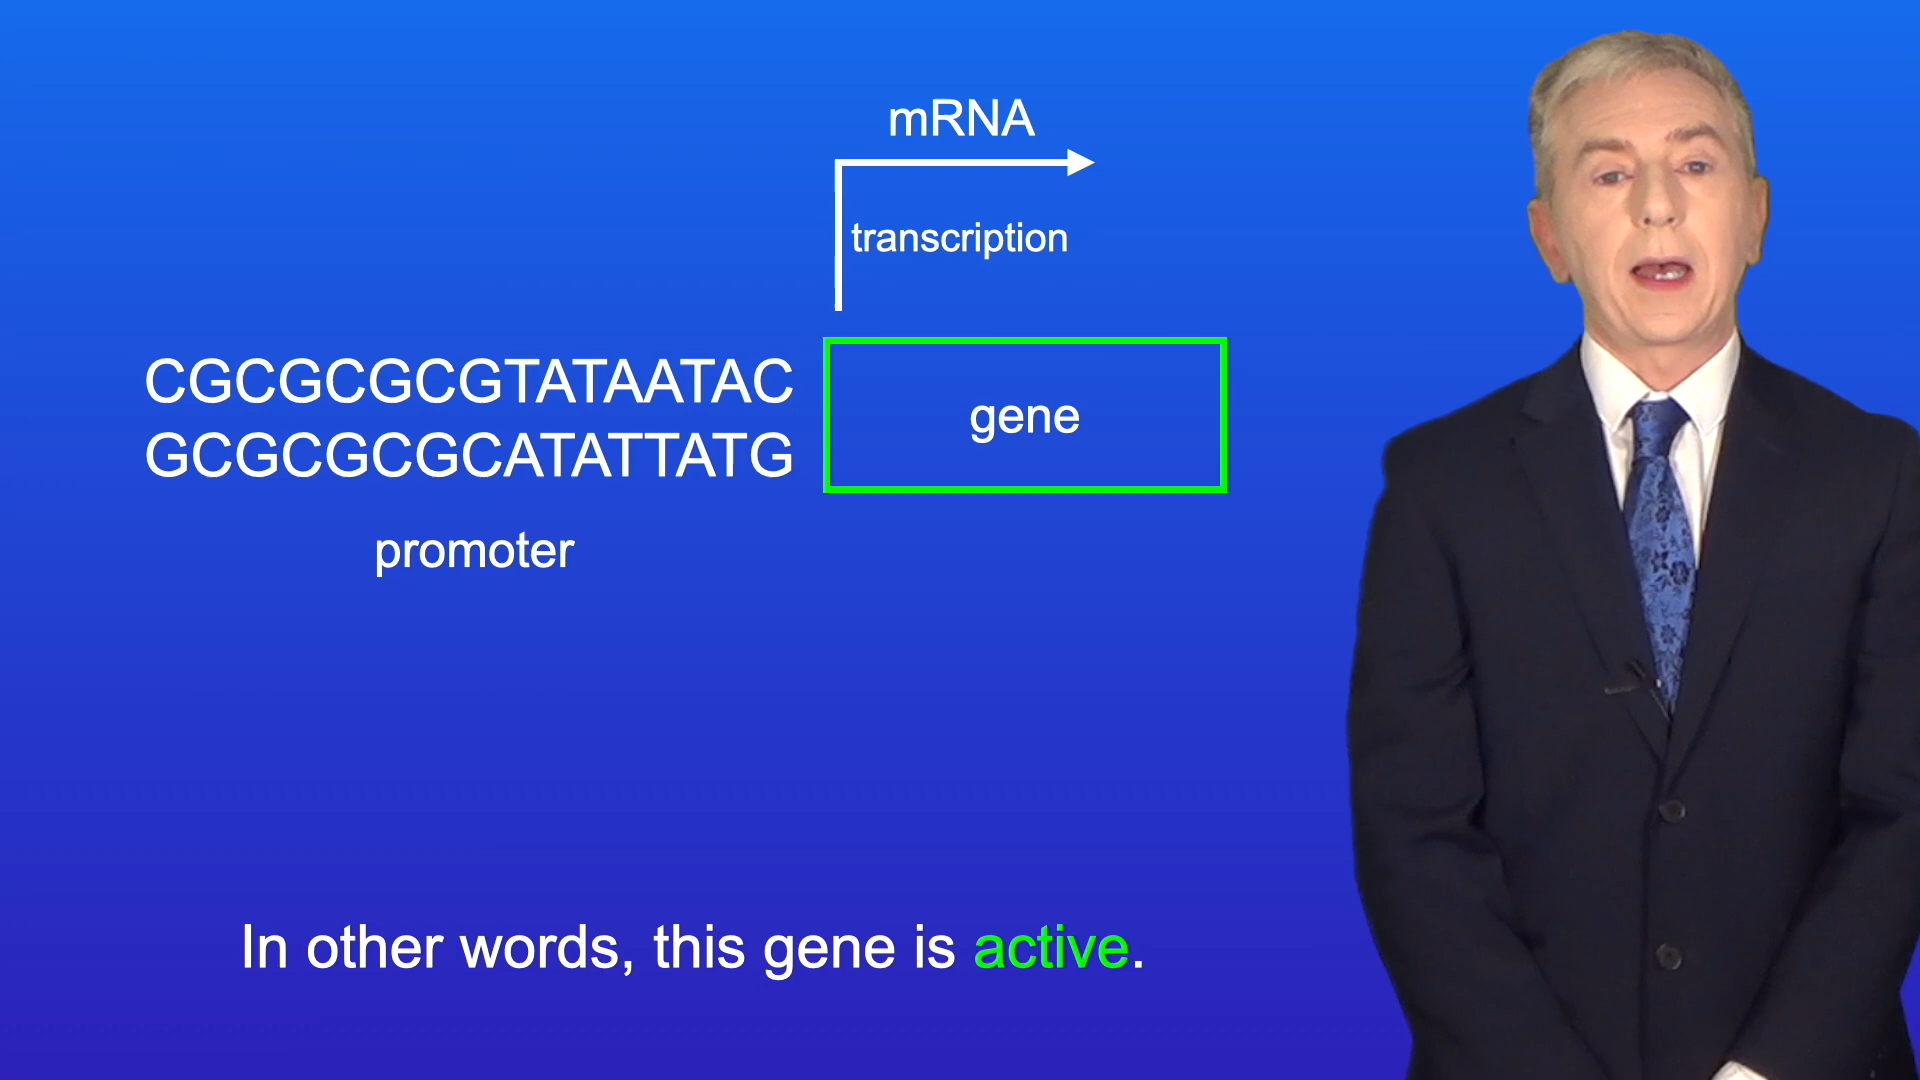 mRNA
transcription
CGCGCGCGTATAATAC
GCGCGCGCATATTATG
gene
promoter
In other words, this gene is active.